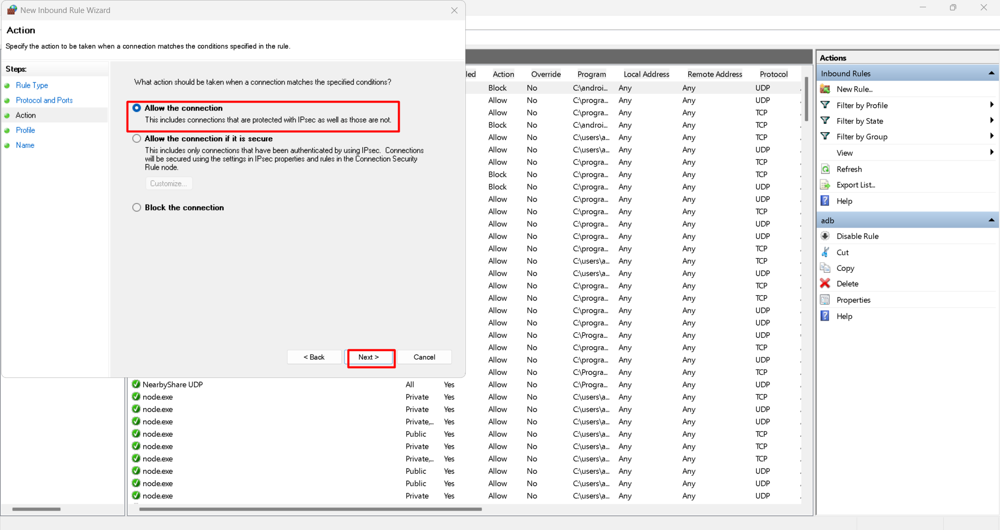 New Inbound Rule Wizard
Action
Specify the action to be taken when a connection matches the conditions specified in the rule.
Steps:
Rule Type
Protocol and Ports
Action
Profile
Name
What action should be taken when a connection matches the specified conditions?
Allow the connection
This includes connections that are protected with IPsec as well as those are not.
Allow the connection if it is secure
This includes only connections that have been authenticated by using IPsec. Connections
will be secured using the settings in IPsec properties and rules in the Connection Security
Rule node.
Customize...
Block the connection
< Back Next > Cancel
led Action Override Program Local Address Remote Address Protocol
Block No C:\androi... Any Any UDP
Allow No C:\progra... Any Any UDP
Allow No C:\progra... Any Any TCP
Block No C:\androi... Any Any TCP
Allow No C:\users\a... Any Any TCP
Allow No C:\users\a... Any Any UDP
Allow No C:\progra... Any Any TCP
Block No C:\progra... Any Any TCP
Block No C:\progra... Any Any UDP
Allow No C:\progra... Any Any UDP
Allow No C:\progra... Any Any TCP
Allow No C:\progra... Any Any UDP
Allow No C:\progra... Any Any UDP
Allow No C:\progra... Any Any TCP
Allow No C:\users\a... Any Any TCP
Allow No C:\users\a... Any Any UDP
Allow No C:\progra... Any Any TCP
Allow No C:\progra... Any Any TCP
Allow No C:\progra... Any Any UDP
Allow No C:\progra... Any Any UDP
Allow No C:\Progra... Any Any UDP
Allow No C:\progra... Any Any TCP
Allow No C:\progra... Any Any UDP
Allow No C:\Progra... Any Any TCP
NearbyShare UDP All Yes Allow No C:\Progra... Any Any UDP
node.exe Private Yes Allow No C:\users\a... Any Any TCP
node.exe Private Yes Allow No C:\users\a... Any Any UDP
node.exe Private,... Yes Allow No C:\users\a... Any Any UDP
node.exe Public Yes Allow No C:\users\a... Any Any TCP
node.exe Private Yes Allow No C:\users\a... Any Any TCP
node.exe Private,... Yes Allow No C:\users\a... Any Any TCP
node.exe Public Yes Allow No C:\users\a... Any Any UDP
node.exe Public Yes Allow No C:\users\a... Any Any UDP
node.exe Private Yes Allow No C:\users\a... Any Any UDP
Actions
Inbound Rules
New Rule...
Filter by Profile
Filter by State
Filter by Group
View
Refresh
Export List...
Help
adb
Disable Rule
Cut
Copy
Delete
Properties
Help